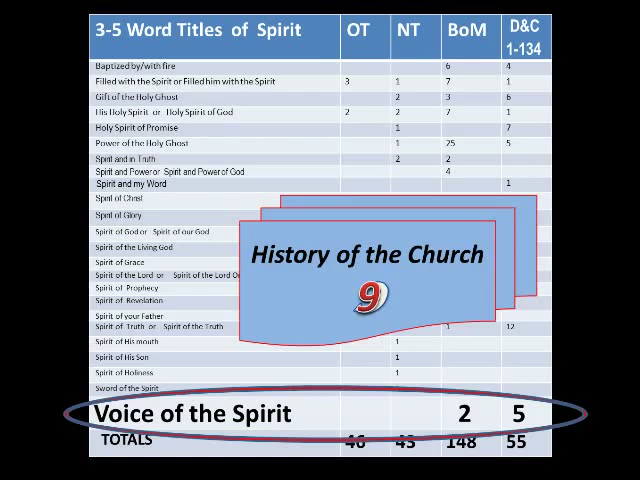 3-5 Word Titles of Spirit OT NT BoM D&C 1-134
Baptized by/with fire 6 4
Filled with the Spirit or Filled him with the Spirit 3 1 7 1
Gift of the Holy Ghost 2 3 6
His Holy Spirit or Holy Spirit of God 2 2 7 1
Holy Spirit of Promise 1 7
Power of the Holy Ghost 1 25 5
Spirit and in Truth 2 2
Spirit and Power or Spirit and Power of God 4
Spirit and my Word 1
Spirit of Christ
Spirit of Glory
Spirit of God or Spirit of our God
Spirit of the Living God
Spirit of Grace
Spirit of the Lord or Spirit of the Lord
Spirit of Prophecy
Spirit of Revelation
Spirit of your Father
Spirit of Truth or Spirit of the Truth 1 12
Spirit of His mouth 1
Spirit of His Son 1
Spirit of Holiness 1
Sword of the Spirit
Voice of the Spirit 2 5
TOTALS 46 43 148 55
History of the Church
9